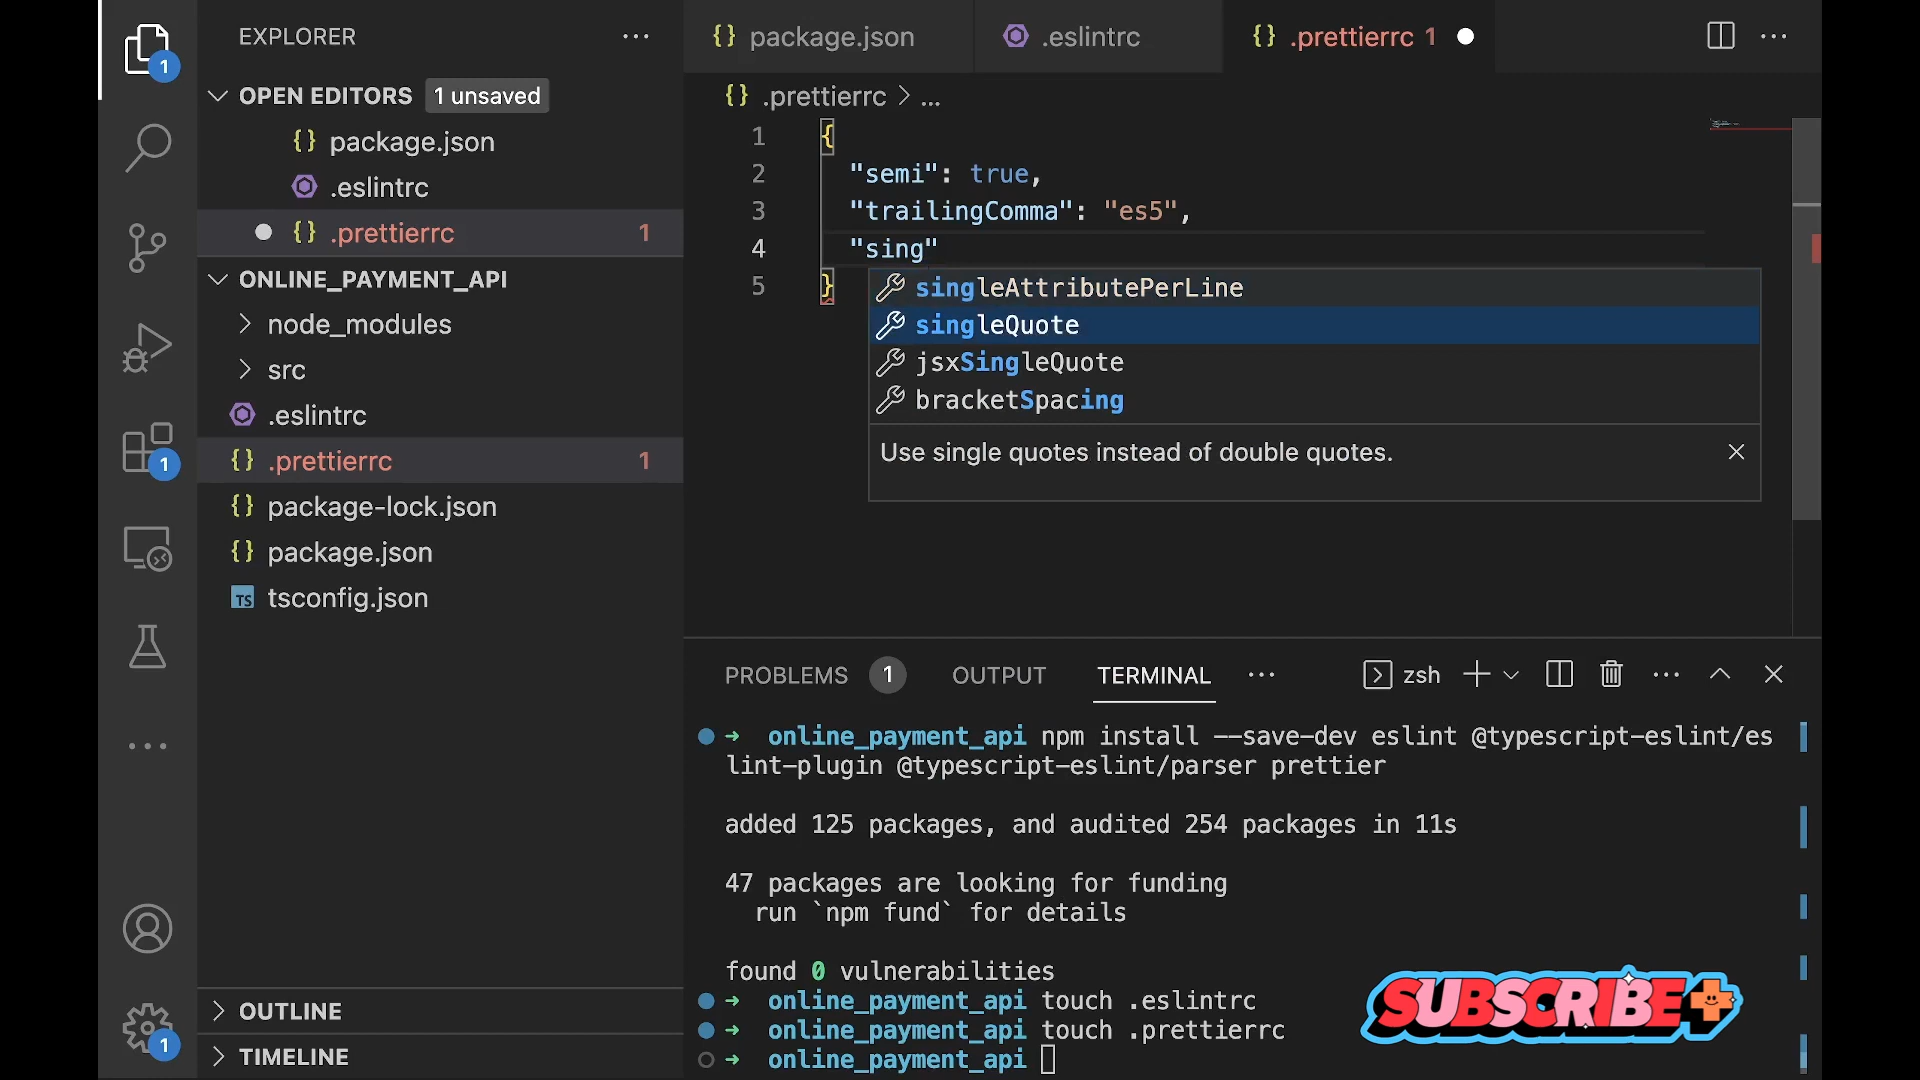 EXPLORER
OPEN EDITORS 1 unsaved
{} package.json
.eslintrc
{} .prettierrc 1
ONLINE_PAYMENT_API
node_modules
src
.eslintrc
{} .prettierrc 1
{} package-lock.json
{} package.json
TS tsconfig.json
OUTLINE
TIMELINE
1
1
1
{} package.json
.eslintrc
{} .prettierrc 1
{} .prettierrc > ...
1 {
2 "semi": true,
3 "trailingComma": "es5",
4 "sing"
5 }
singleAttributePerLine
singleQuote
jsxSingleQuote
bracketSpacing
Use single quotes instead of double quotes.
PROBLEMS 1 OUTPUT TERMINAL zsh
➜ online_payment_api npm install --save-dev eslint @typescript-eslint/es
lint-plugin @typescript-eslint/parser prettier
added 125 packages, and audited 254 packages in 11s
47 packages are looking for funding
run `npm fund` for details
found 0 vulnerabilities
➜ online_payment_api touch .eslintrc
➜ online_payment_api touch .prettierrc
➜ online_payment_api
SUBSCRIBE